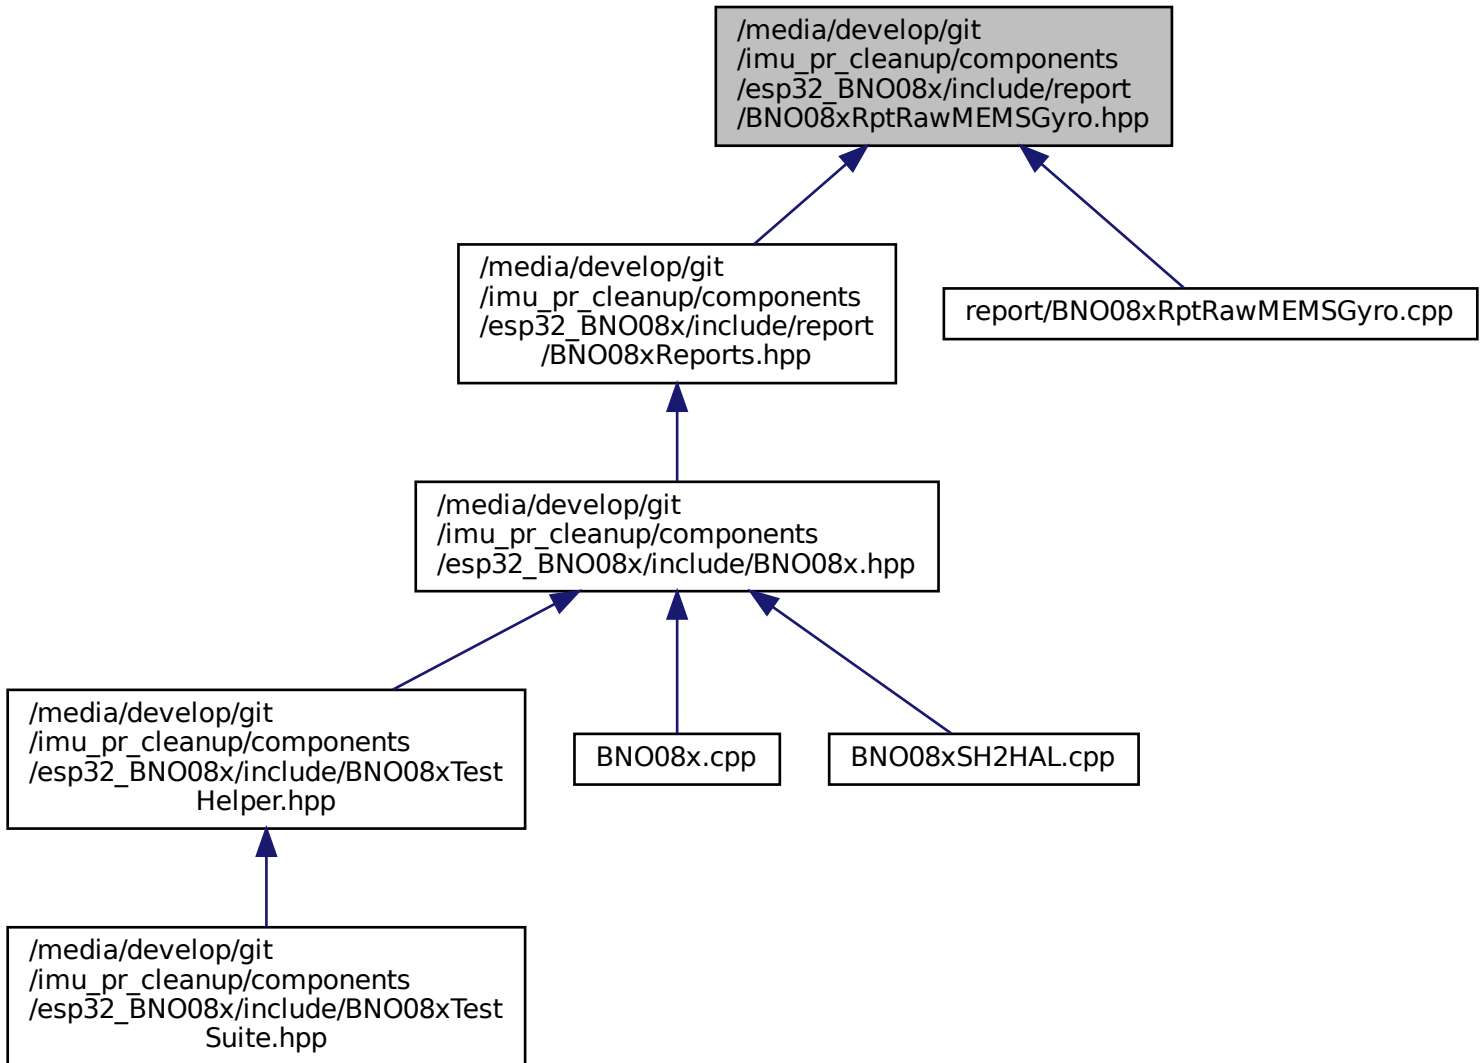 /media/develop/git
/imu_pr_cleanup/components
/esp32_BNO08x/include/report
/BNO08xRptRawMEMSGyro.hpp
/media/develop/git
/imu_pr_cleanup/components
/esp32_BNO08x/include/report
/BNO08xReports.hpp
report/BNO08xRptRawMEMSGyro.cpp
/media/develop/git
/imu_pr_cleanup/components
/esp32_BNO08x/include/BNO08x.hpp
/media/develop/git
/imu_pr_cleanup/components
/esp32_BNO08x/include/BNO08xTest
Helper.hpp
BNO08x.cpp
BNO08xSH2HAL.cpp
/media/develop/git
/imu_pr_cleanup/components
/esp32_BNO08x/include/BNO08xTest
Suite.hpp